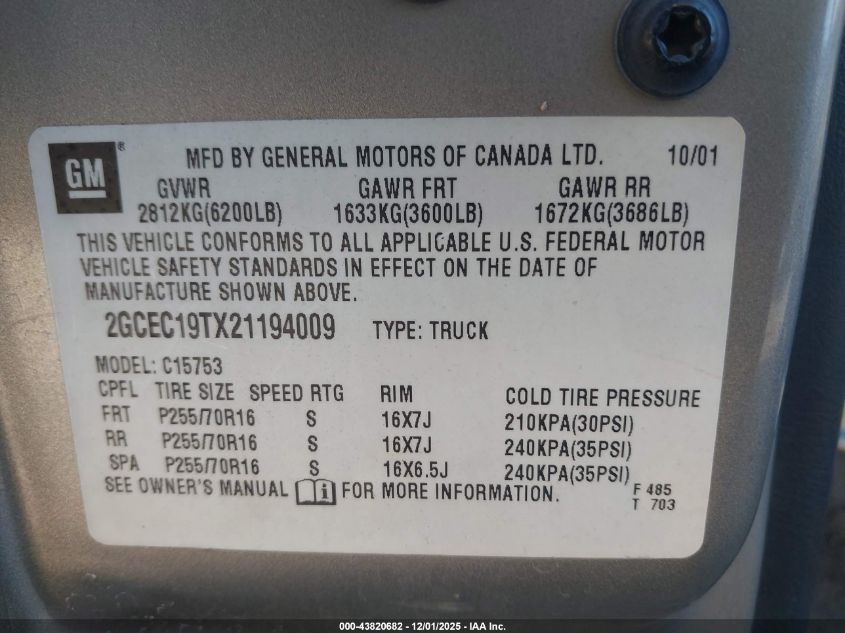 GM ®
MFD BY GENERAL MOTORS OF CANADA LTD. 10/01
GVWR GAWR FRT GAWR RR
2812KG(6200LB) 1633KG(3600LB) 1672KG(3686LB)
THIS VEHICLE CONFORMS TO ALL APPLICABLE U.S. FEDERAL MOTOR
VEHICLE SAFETY STANDARDS IN EFFECT ON THE DATE OF
MANUFACTURE SHOWN ABOVE.
2GCEC19TX21194009 TYPE: TRUCK
MODEL: C15753
CPFL TIRE SIZE SPEED RTG RIM COLD TIRE PRESSURE
FRT P255/70R16 S 16X7J 210KPA(30PSI)
RR P255/70R16 S 16X7J 240KPA(35PSI)
SPA P255/70R16 S 16X6.5J 240KPA(35PSI)
SEE OWNER'S MANUAL i FOR MORE INFORMATION. F 485
T 703
000-43820682 - 12/01/2025 - IAA Inc.